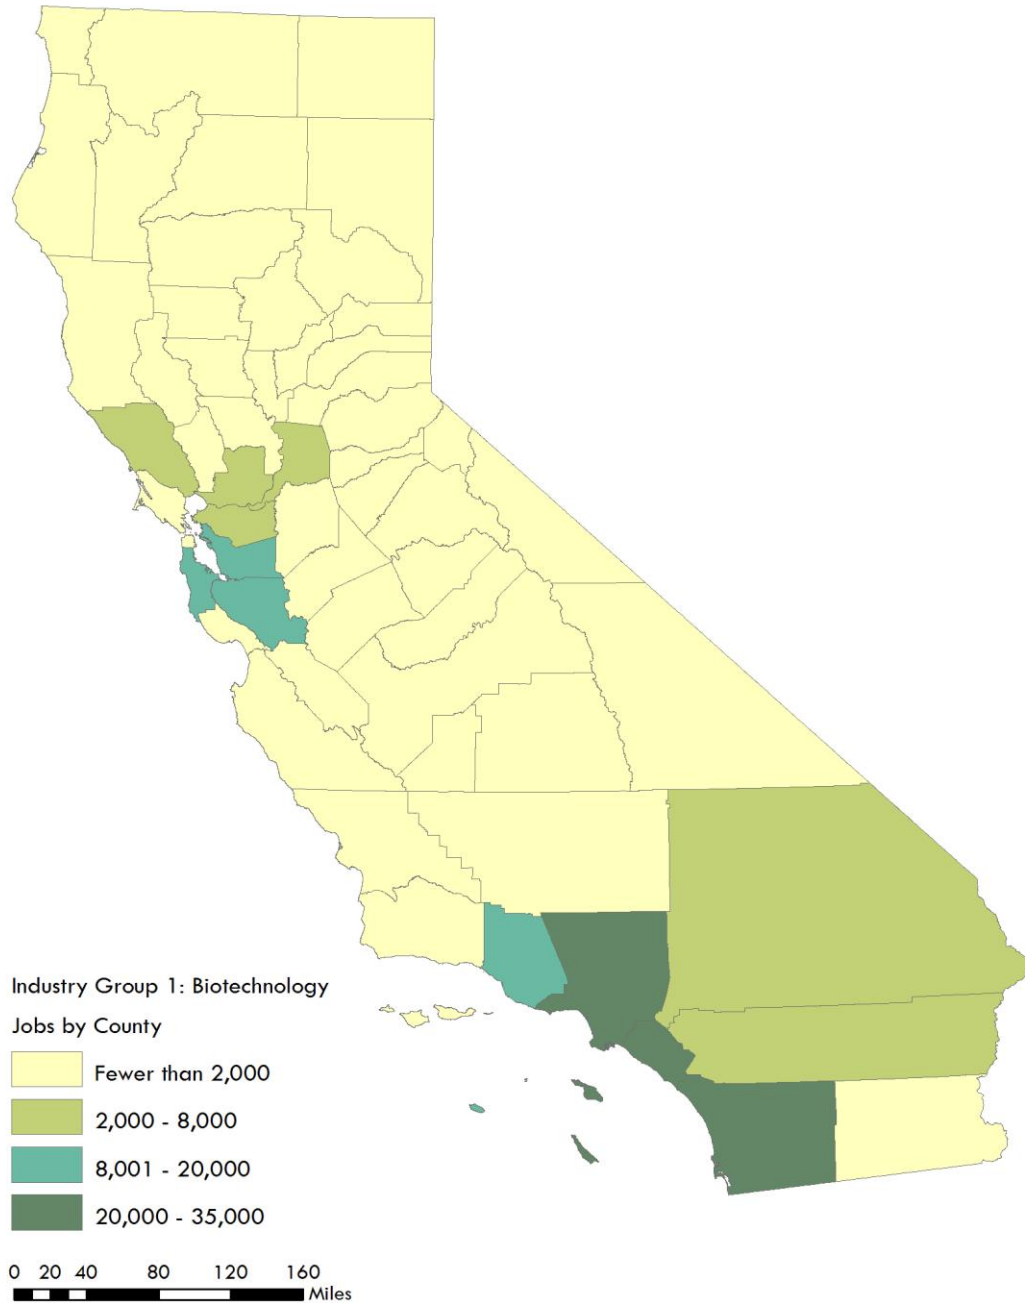 Industry Group 1: Biotechnology
Jobs by County
Fewer than 2,000
2,000 - 8,000
8,001 - 20,000
20,000 - 35,000
0 20 40 80 120 160
Miles